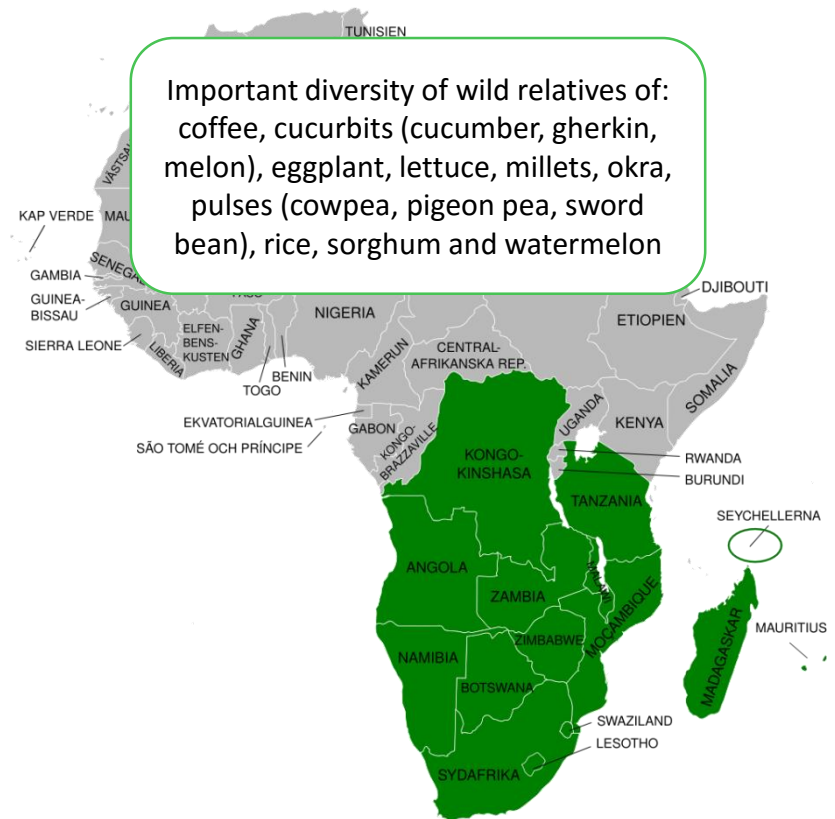 TUNISIEN
Important diversity of wild relatives of:
coffee, cucurbits (cucumber, gherkin,
melon), eggplant, lettuce, millets, okra,
pulses (cowpea, pigeon pea, sword
bean), rice, sorghum and watermelon
KAP VERDE
SENEGAL
GAMBIA
GUINEA-
BISSAU
GUINEA
SIERRA LEONE
LIBERIA
ELFEN-
BENS-
KUSTEN
GHANA
TOGO
BENIN
NIGERIA
KAMERUN
CENTRAL-
AFRIKANSKA REP.
DJIBOUTI
ETIOPIEN
SOMALIA
EKVATORIALGUINEA
SÃO TOMÉ OCH PRÍNCIPE
GABON
KONGO-
BRAZZAVILLE
KONGO-
KINSHASA
UGANDA
KENYA
RWANDA
BURUNDI
TANZANIA
SEYCHELLERNA
ANGOLA
ZAMBIA
MALAWI
MOÇAMBIQUE
MADAGASKAR
MAURITIUS
ZIMBABWE
NAMIBIA
BOTSWANA
SWAZILAND
LESOTHO
SYDAFRIKA